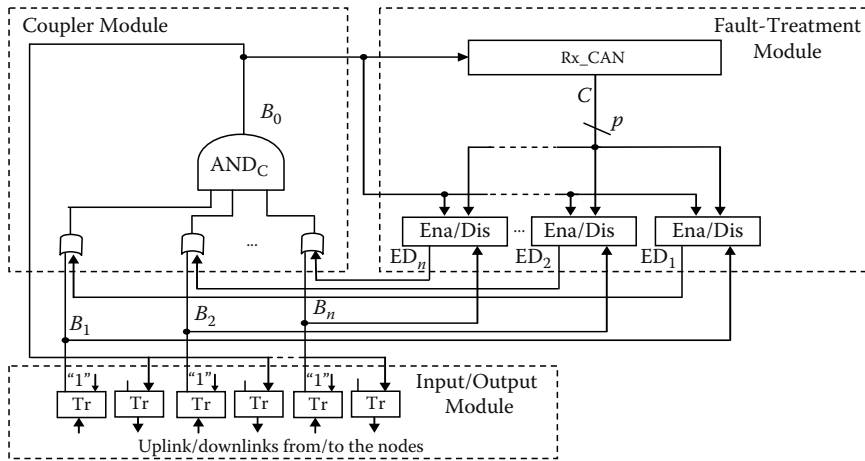 Coupler Module
Fault-Treatment
Module
Rx_CAN
C
p
B0
ANDC
...
Ena/Dis
...
Ena/Dis
Ena/Dis
EDn
ED2
ED1
B1
B2
Bn
"1"
"1"
"1"
Tr
Tr
Tr
Tr
Tr
Tr
Input/Output
Module
Uplink/downlinks from/to the nodes